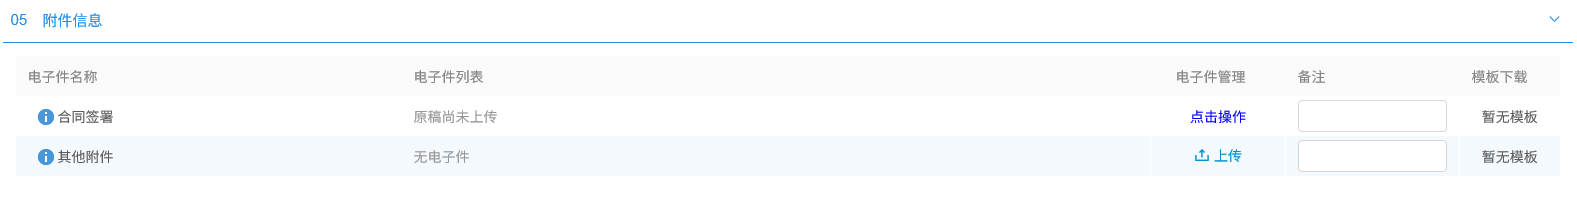 05 附件信息
电子件名称 电子件列表 电子件管理 备注 模板下载
合同签署 原稿尚未上传 点击操作 暂无模板
其他附件 无电子件 上传 暂无模板